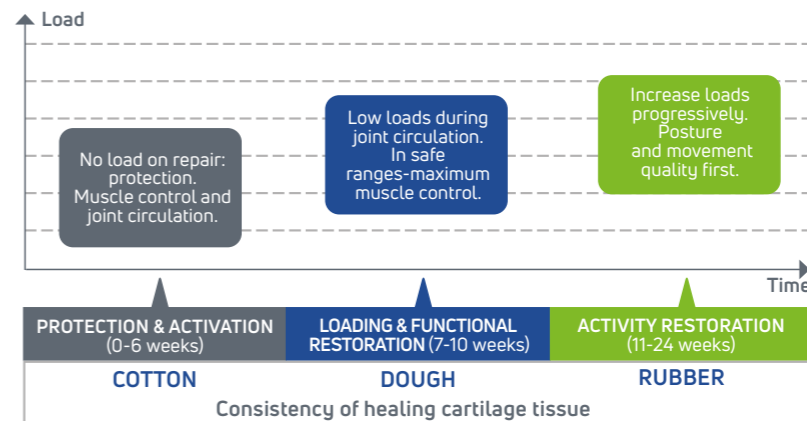 Load
No load on repair:
protection.
Muscle control and
joint circulation.
Low loads during
joint circulation.
In safe
ranges-maximum
muscle control.
Increase loads
progressively.
Posture
and movement
quality first.
Time
PROTECTION & ACTIVATION
(0-6 weeks)
LOADING & FUNCTIONAL
RESTORATION (7-10 weeks)
ACTIVITY RESTORATION
(11-24 weeks)
COTTON
DOUGH
RUBBER
Consistency of healing cartilage tissue